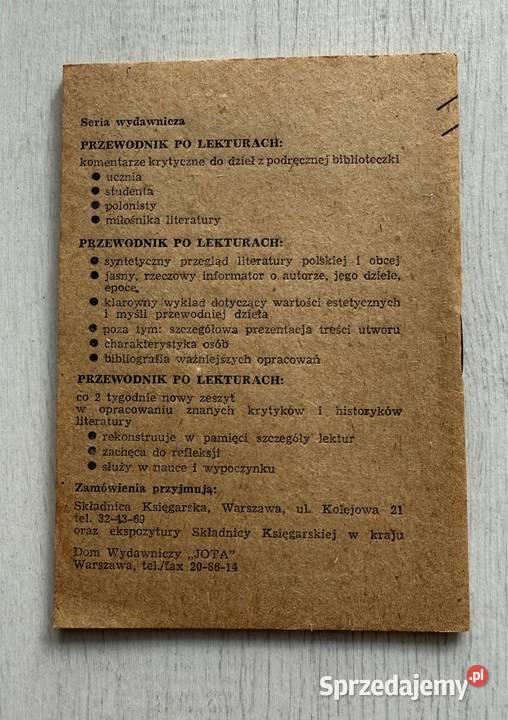 Seria wydawnicza
PRZEWODNIK PO LEKTURACH:
komentarze krytyczne do dzieł z podręcznej biblioteczki
● ucznia
● studenta
● polonisty
● miłośnika literatury
PRZEWODNIK PO LEKTURACH:
● syntetyczny przegląd literatury polskiej i obcej
● jasny, rzeczowy informator o autorze, jego dziele,
epoce,
● klarowny wykład dotyczący wartości estetycznych
i myśli przewodniej dzieła
● poza tym: szczegółowa prezentacja treści utworu
● charakterystyka osób
● bibliografia ważniejszych opracowań
PRZEWODNIK PO LEKTURACH:
co 2 tygodnie nowy zeszyt
w opracowaniu znanych krytyków i historyków
literatury
● rekonstruuje w pamięci szczegóły lektur
● zachęca do refleksji
● służy w nauce i wypoczynku
Zamówienia przyjmują:
Składnica Księgarska, Warszawa, ul. Kolejowa 21
tel. 32-43-60
oraz ekspozytury Składnicy Księgarskiej w kraju
Dom Wydawniczy „JOTA"
Warszawa, tel./fax 20-86-14
Sprzedajemy.pl